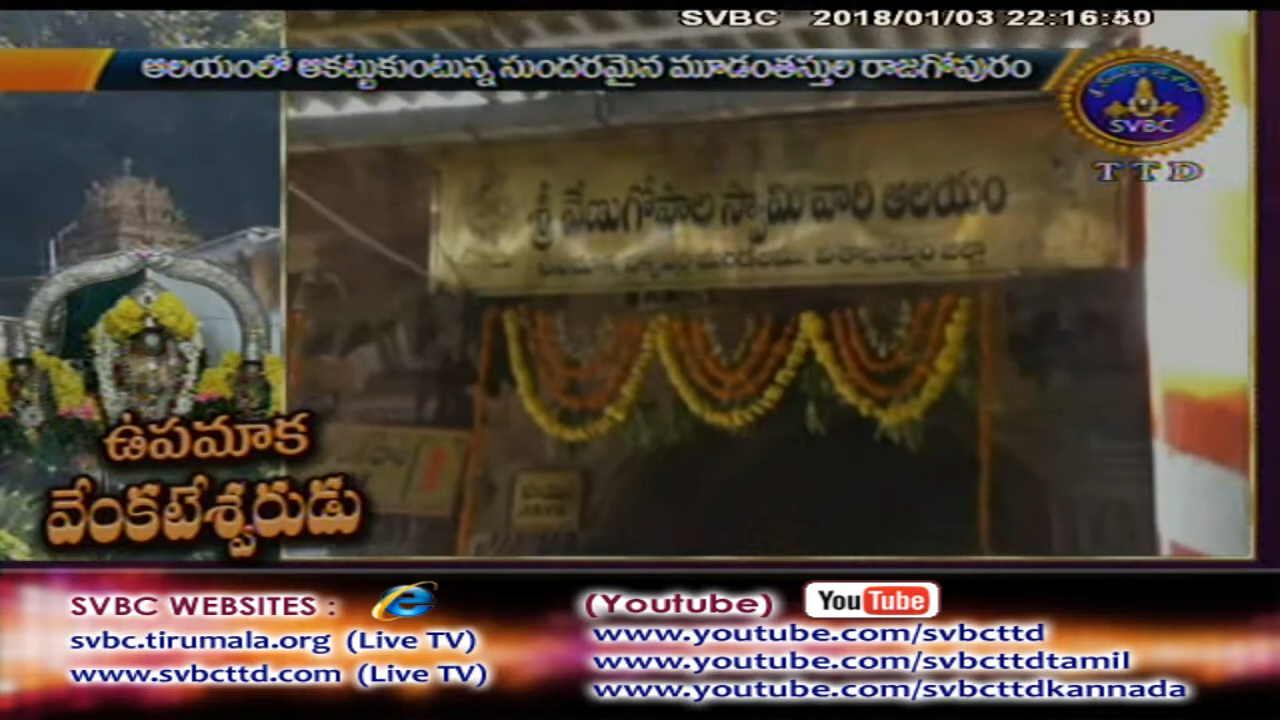 SVBC 2018/01/03 22:16:50
ఆలయంలో ఆకట్టుకుంటున్న సుందరమైన మూడంతస్తుల రాజగోపురం
SVBC
TTD
శ్రీ వేణుగోపాల స్వామి వారి ఆలయం
జిల్లా
ఉపమాక
వేంకటేశ్వరుడు
SVBC WEBSITES :
svbc.tirumala.org (Live TV)
www.svbcttd.com (Live TV)
(Youtube) YouTube
www.youtube.com/svbcttd
www.youtube.com/svbcttdtamil
www.youtube.com/svbcttdkannada